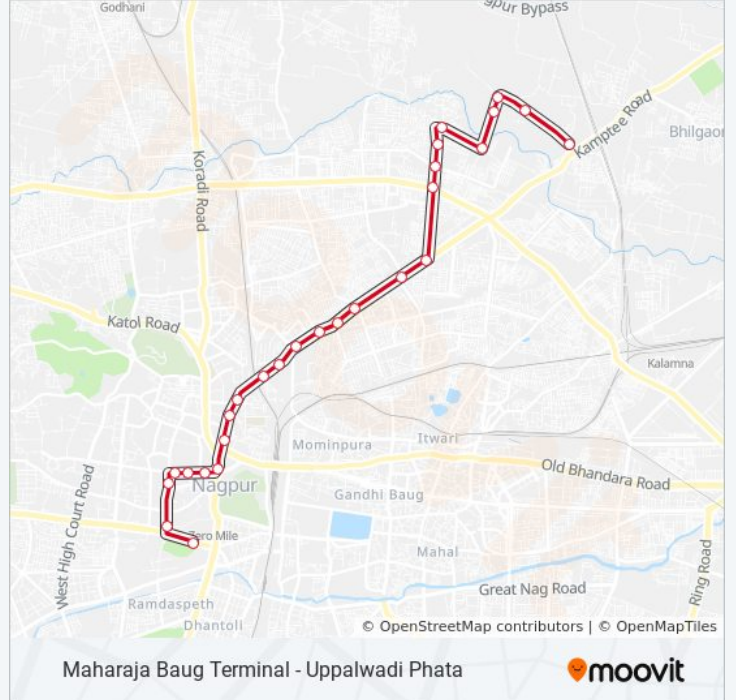 Godhani
gpur Bypass
Kamptee Road
Bhilgaon
Koradi Road
Katol Road
Kalamna
Mominpura
Itwari
Old Bhandara Road
Nagpur
Gandhi Baug
West High Court Road
Zero Mile
Mahal
Ring Road
Great Nag Road
Ramdaspeth
Dhantoli
© OpenStreetMap contributors | © OpenMapTiles
Maharaja Baug Terminal - Uppalwadi Phata
moovit